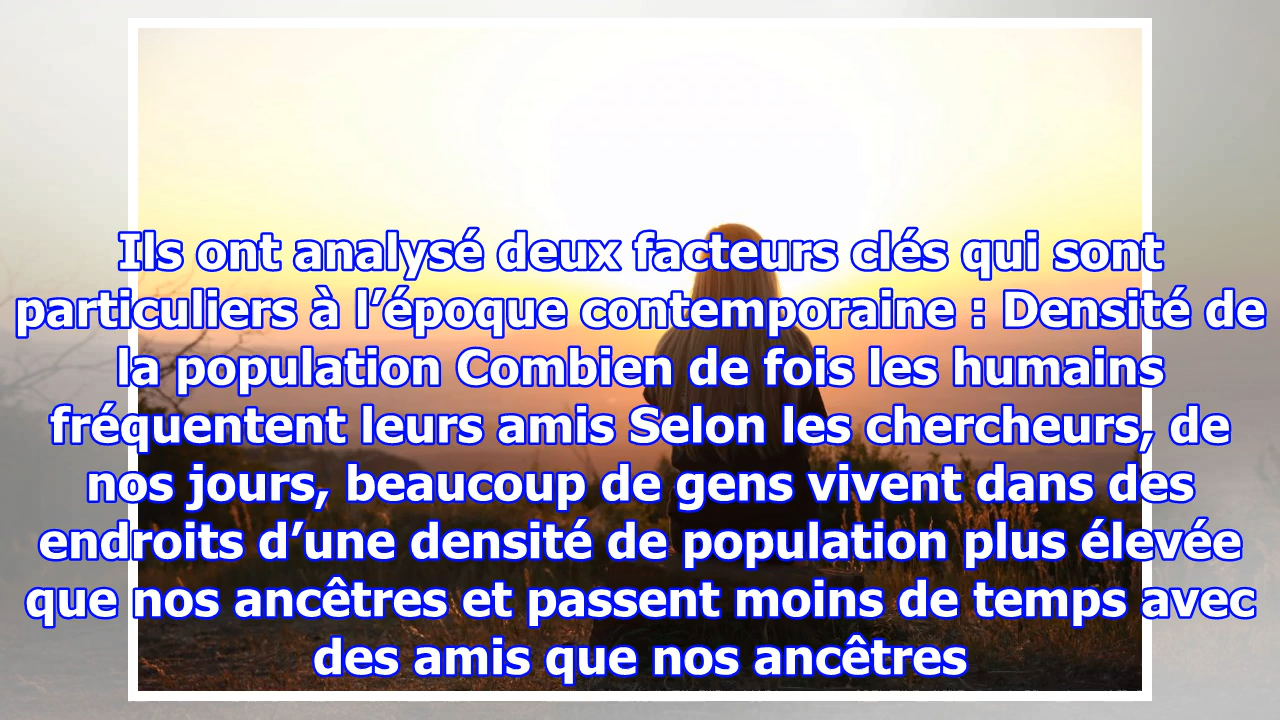 Ils ont analysé deux facteurs clés qui sont
particuliers à l’époque contemporaine : Densité de
la population Combien de fois les humains
fréquentent leurs amis Selon les chercheurs, de
nos jours, beaucoup de gens vivent dans des
endroits d’une densité de population plus élevée
que nos ancêtres et passent moins de temps avec
des amis que nos ancêtres